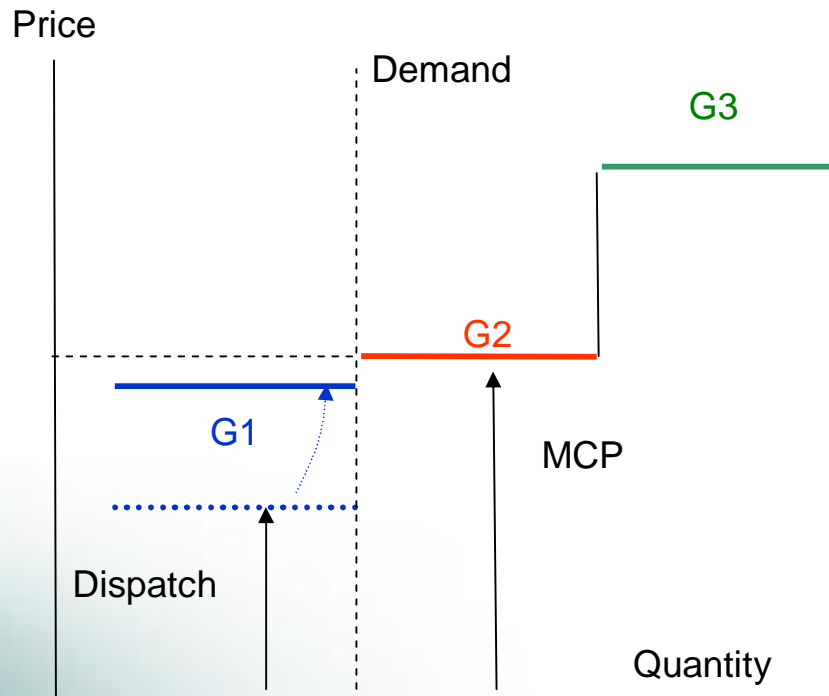 Price
Demand
G3
G2
G1
MCP
Dispatch
Quantity